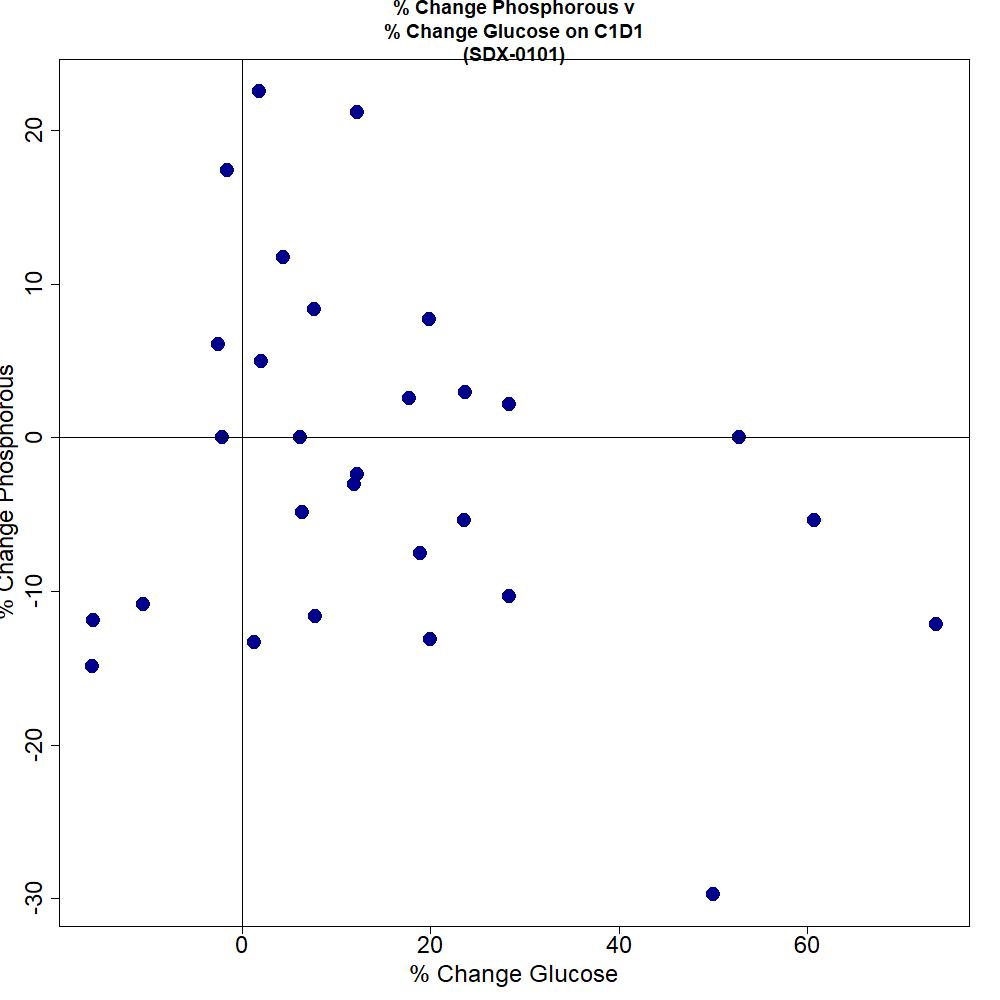 % Change Phosphorous v
% Change Glucose on C1D1
(SDX-0101)
20
10
0
-10
-20
-30
% Change Phosphorous
0
20
40
60
% Change Glucose